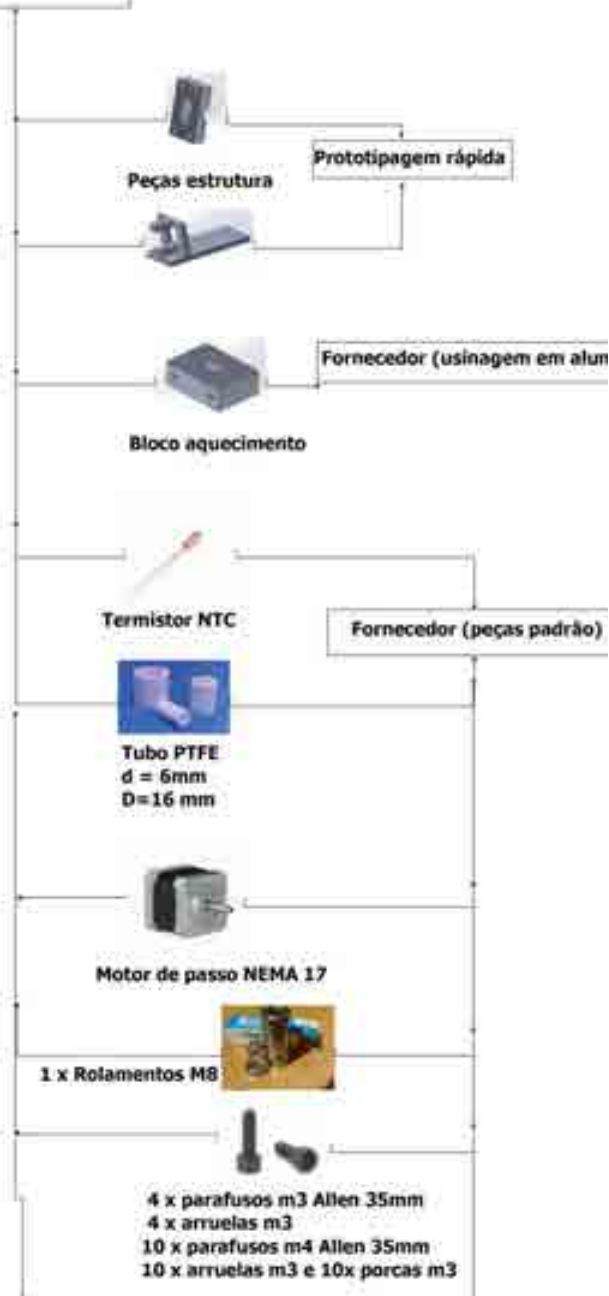 Prototipagem rápida
Peças estrutura
Fornecedor (usinagem em alum
Bloco aquecimento
Termistor NTC
Fornecedor (peças padrão)
Tubo PTFE
d = 6mm
D=16 mm
Motor de passo NEMA 17
1 x Rolamentos M8
4 x parafusos m3 Allen 35mm
4 x arruelas m3
10 x parafusos m4 Allen 35mm
10 x arruelas m3 e 10x porcas m3